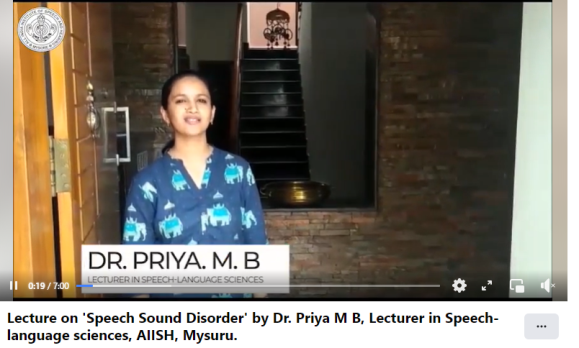 DR. PRIYA. M. B
LECTURER IN SPEECH-LANGUAGE SCIENCES
0:19 / 7:00
Lecture on 'Speech Sound Disorder' by Dr. Priya M B, Lecturer in Speech-
language sciences, AIISH, Mysuru.